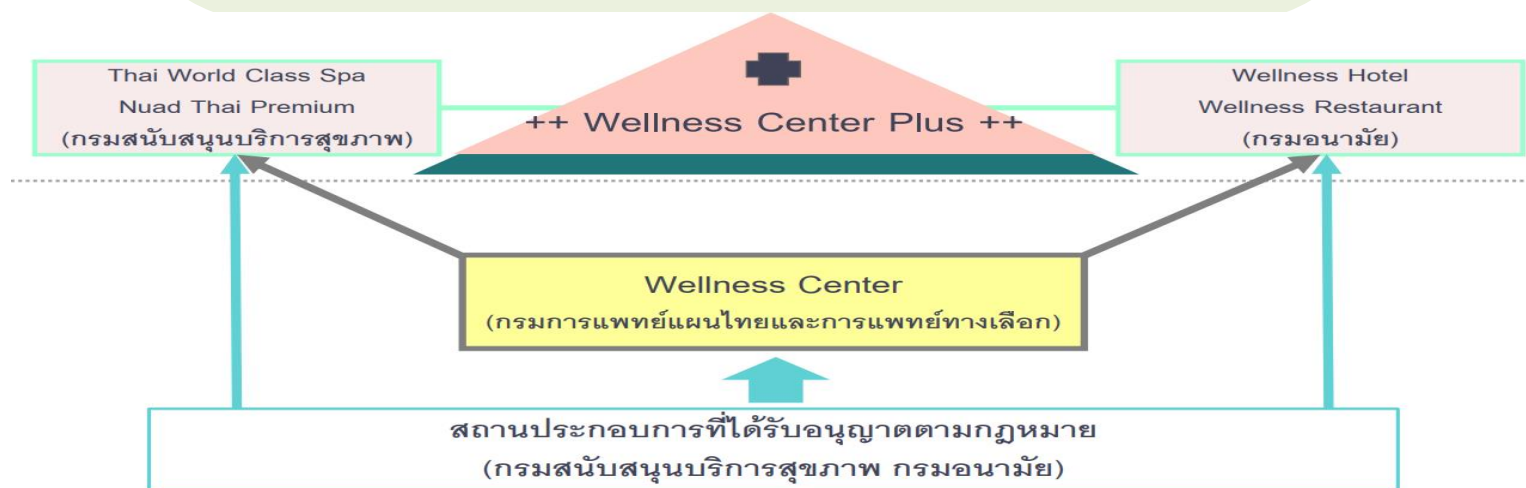 Thai World Class Spa
Nuad Thai Premium
(กรมสนับสนุนบริการสุขภาพ)
++ Wellness Center Plus ++
Wellness Hotel
Wellness Restaurant
(กรมอนามัย)
Wellness Center
(กรมการแพทย์แผนไทยและการแพทย์ทางเลือก)
สถานประกอบการที่ได้รับอนุญาตตามกฎหมาย
(กรมสนับสนุนบริการสุขภาพ กรมอนามัย)